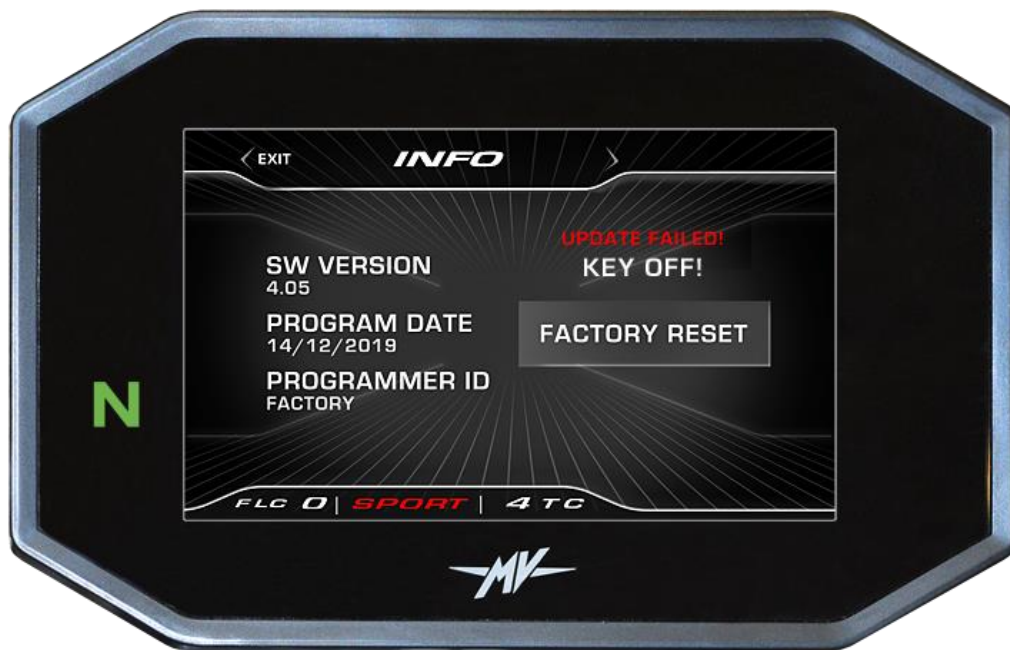 EXIT
INFO
UPDATE FAILED!
KEY OFF!
SW VERSION
4.05
PROGRAM DATE
14/12/2019
FACTORY RESET
PROGRAMMER ID
FACTORY
N
FLC 0 | SPORT | 4 TC
MV